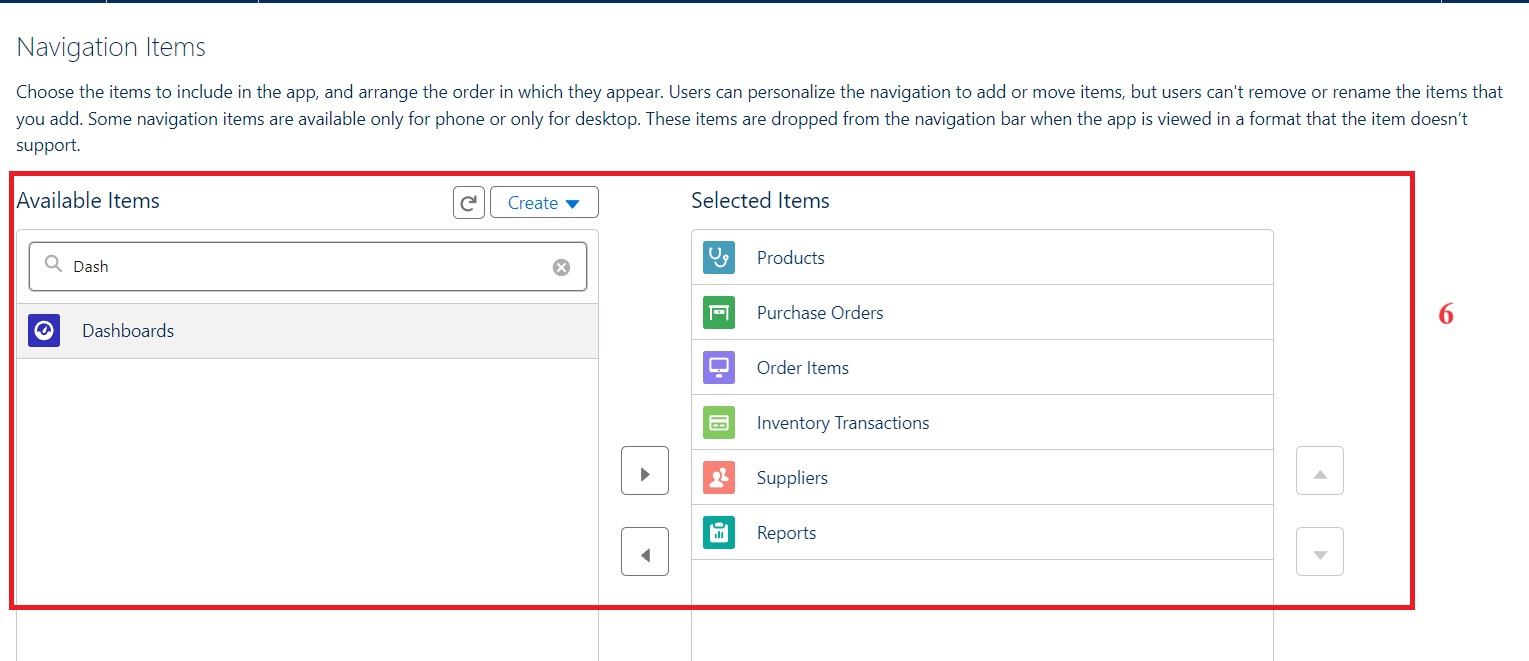 Navigation Items
Choose the items to include in the app, and arrange the order in which they appear. Users can personalize the navigation to add or move items, but users can't remove or rename the items that
you add. Some navigation items are available only for phone or only for desktop. These items are dropped from the navigation bar when the app is viewed in a format that the item doesn’t
support.
Available Items
Create
Dash
Dashboards
Selected Items
Products
Purchase Orders
Order Items
Inventory Transactions
Suppliers
Reports
6